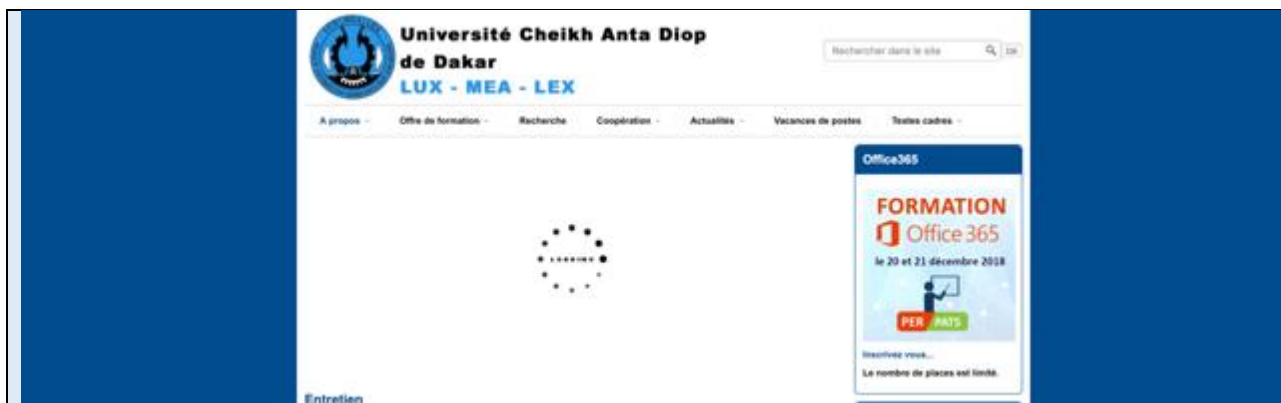 Université Cheikh Anta Diop
de Dakar
LUX - MEA - LEX
Rechercher dans le site
OK
A propos
Offre de formation
Recherche
Coopération
Actualités
Vacances de postes
Textes cadres
LOADING
Office365
FORMATION
Office 365
le 20 et 21 décembre 2018
PER PATS
Inscrivez vous...
Le nombre de places est limité.
Entretien